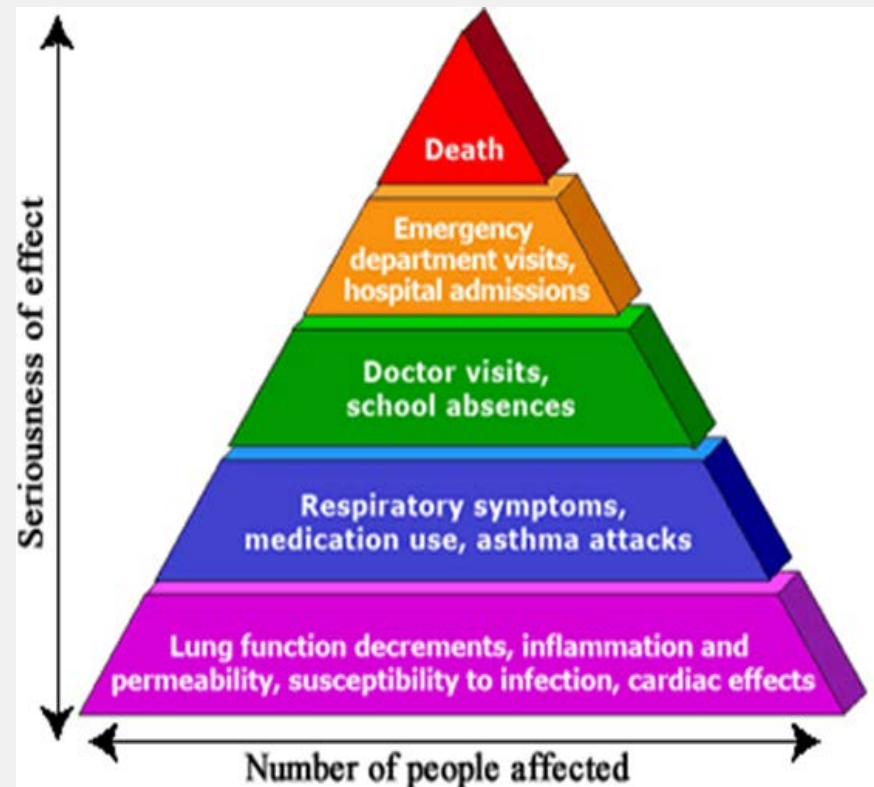 Death
Emergency
department visits,
hospital admissions
Doctor visits,
school absences
Respiratory symptoms,
medication use, asthma attacks
Lung function decrements, inflammation and
permeability, susceptibility to infection, cardiac effects
Seriousness of effect
Number of people affected